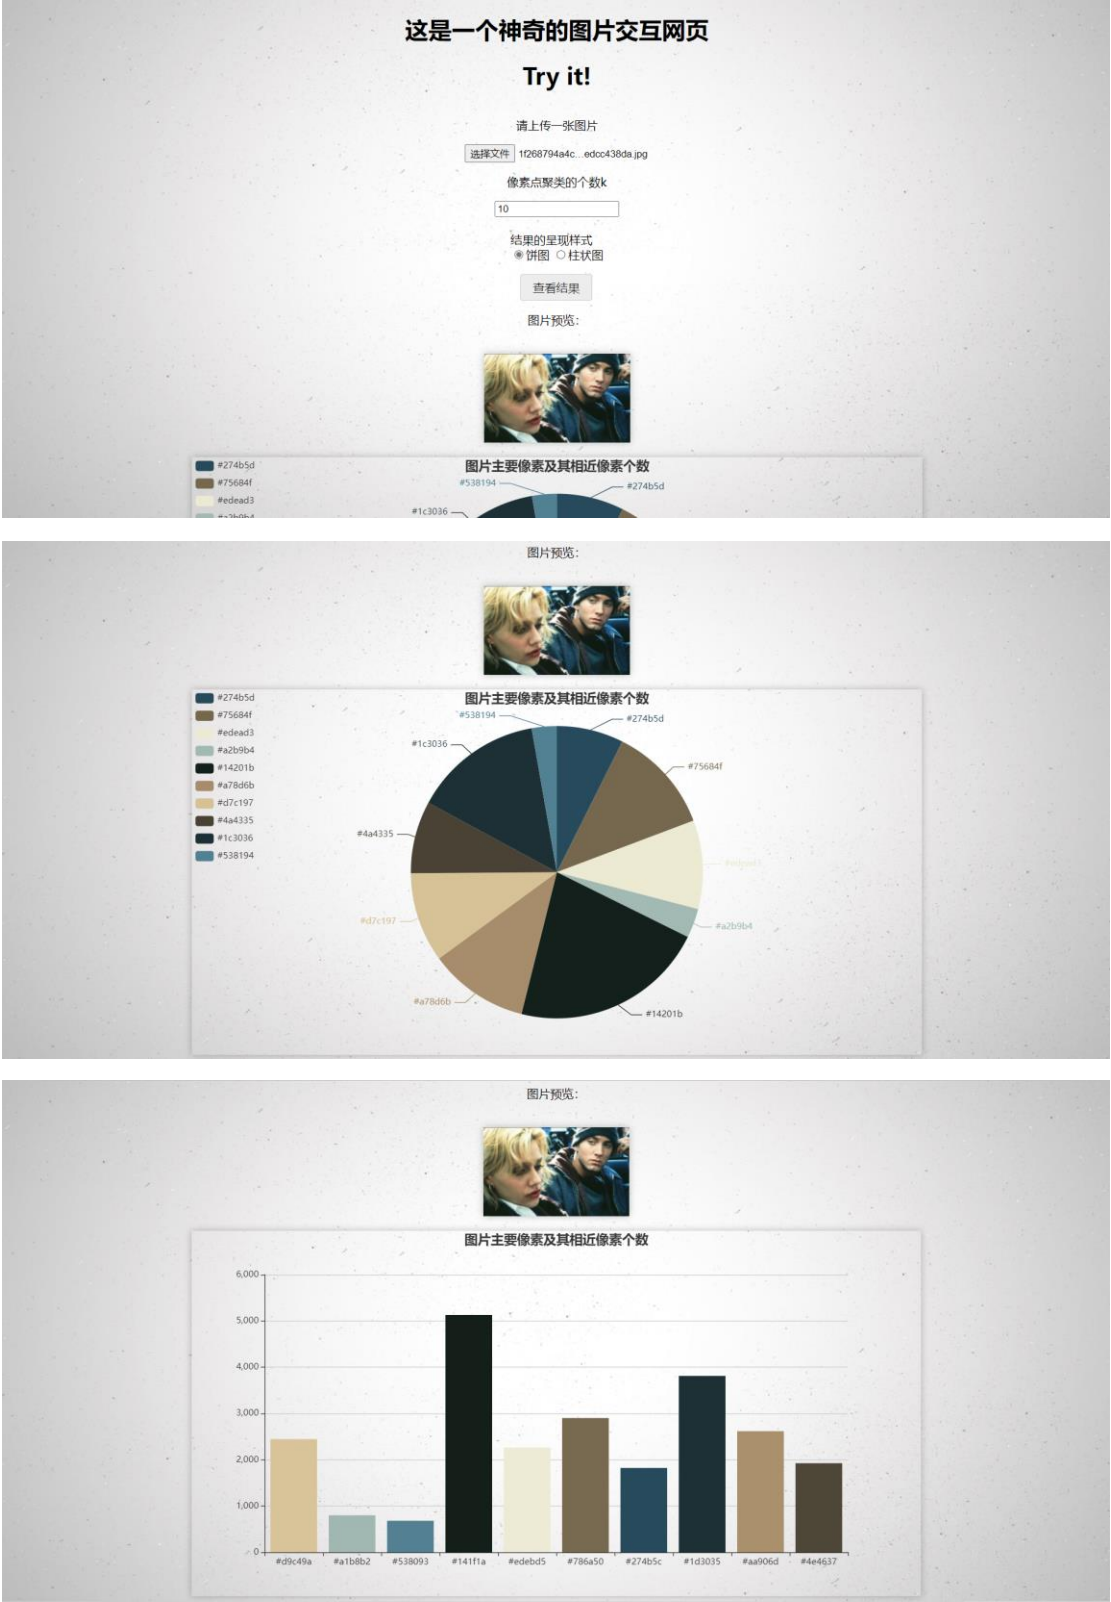 这是一个神奇的图片交互网页
Try it!
请上传一张图片
选择文件 1f268794a4c...edcc438da.jpg
像素点聚类的个数k
10
结果的呈现样式
饼图 柱状图
查看结果
图片预览:
图片主要像素及其相近像素个数
#274b5d
#75684f
#edead3
#a2b9b4
#538194
#274b5d
#1c3036
图片预览:
图片主要像素及其相近像素个数
#274b5d
#75684f
#edead3
#a2b9b4
#14201b
#a78d6b
#d7c197
#4a4335
#1c3036
#538194
#538194
#274b5d
#1c3036
#75684f
#4a4335
#edead3
#d7c197
#a2b9b4
#a78d6b
#14201b
图片预览:
图片主要像素及其相近像素个数
6,000
5,000
4,000
3,000
2,000
1,000
0
#d9c49a #a1b8b2 #538093 #141f1a #edebd5 #786a50 #274b5c #1d3035 #aa906d #4e4637